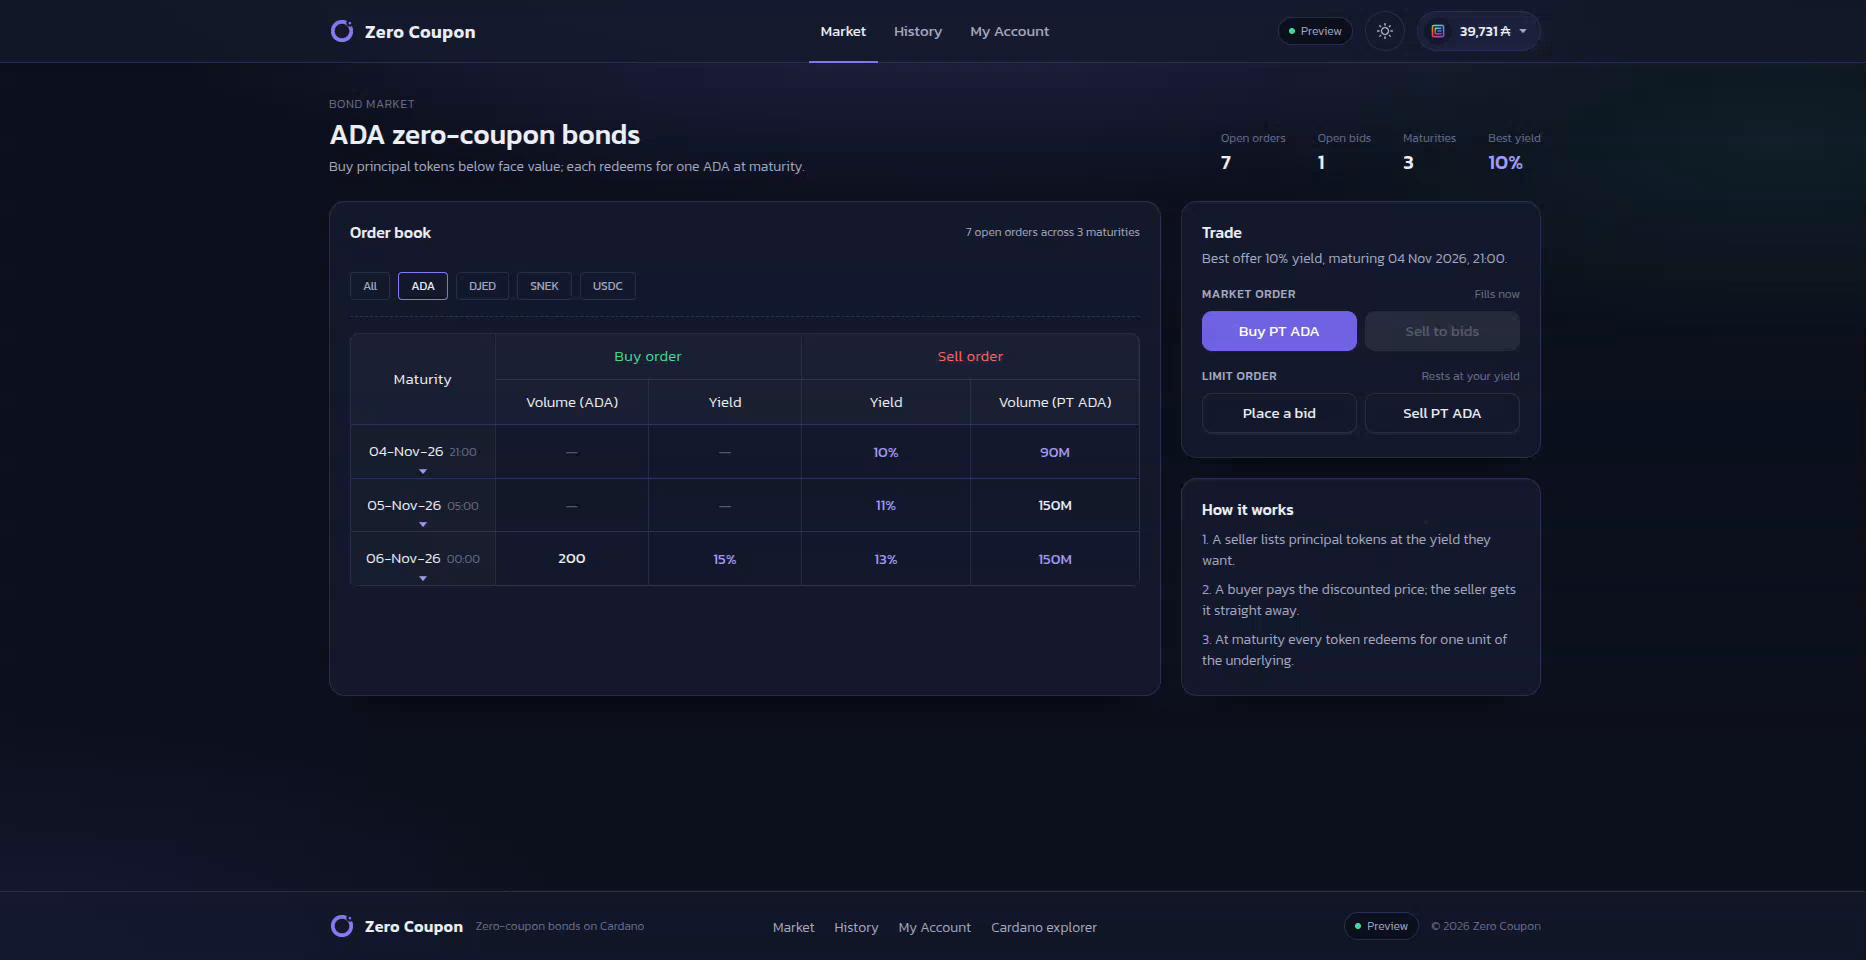 Zero Coupon
Market
History
My Account
Preview
39,731 ₳
BOND MARKET
ADA zero-coupon bonds
Buy principal tokens below face value; each redeems for one ADA at maturity.
Open orders
7
Open bids
1
Maturities
3
Best yield
10%
Order book
7 open orders across 3 maturities
All
ADA
DJED
SNEK
USDC
Maturity
Buy order
Sell order
Volume (ADA)
Yield
Yield
Volume (PT ADA)
04-Nov-26 21:00
—
—
10%
90M
05-Nov-26 05:00
—
—
11%
150M
06-Nov-26 00:00
200
15%
13%
150M
Trade
Best offer 10% yield, maturing 04 Nov 2026, 21:00.
MARKET ORDER
Fills now
Buy PT ADA
Sell to bids
LIMIT ORDER
Rests at your yield
Place a bid
Sell PT ADA
How it works
1. A seller lists principal tokens at the yield they
want.
2. A buyer pays the discounted price; the seller gets
it straight away.
3. At maturity every token redeems for one unit of
the underlying.
Zero Coupon
Zero-coupon bonds on Cardano
Market
History
My Account
Cardano explorer
Preview
© 2026 Zero Coupon